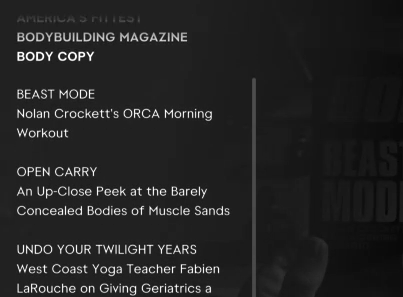 AMERICA'S FITTEST
BODYBUILDING MAGAZINE
BODY COPY
BEAST MODE
Nolan Crockett's ORCA Morning
Workout
OPEN CARRY
An Up-Close Peek at the Barely
Concealed Bodies of Muscle Sands
UNDO YOUR TWILIGHT YEARS
West Coast Yoga Teacher Fabien
LaRouche on Giving Geriatrics a
BEAST
MODE